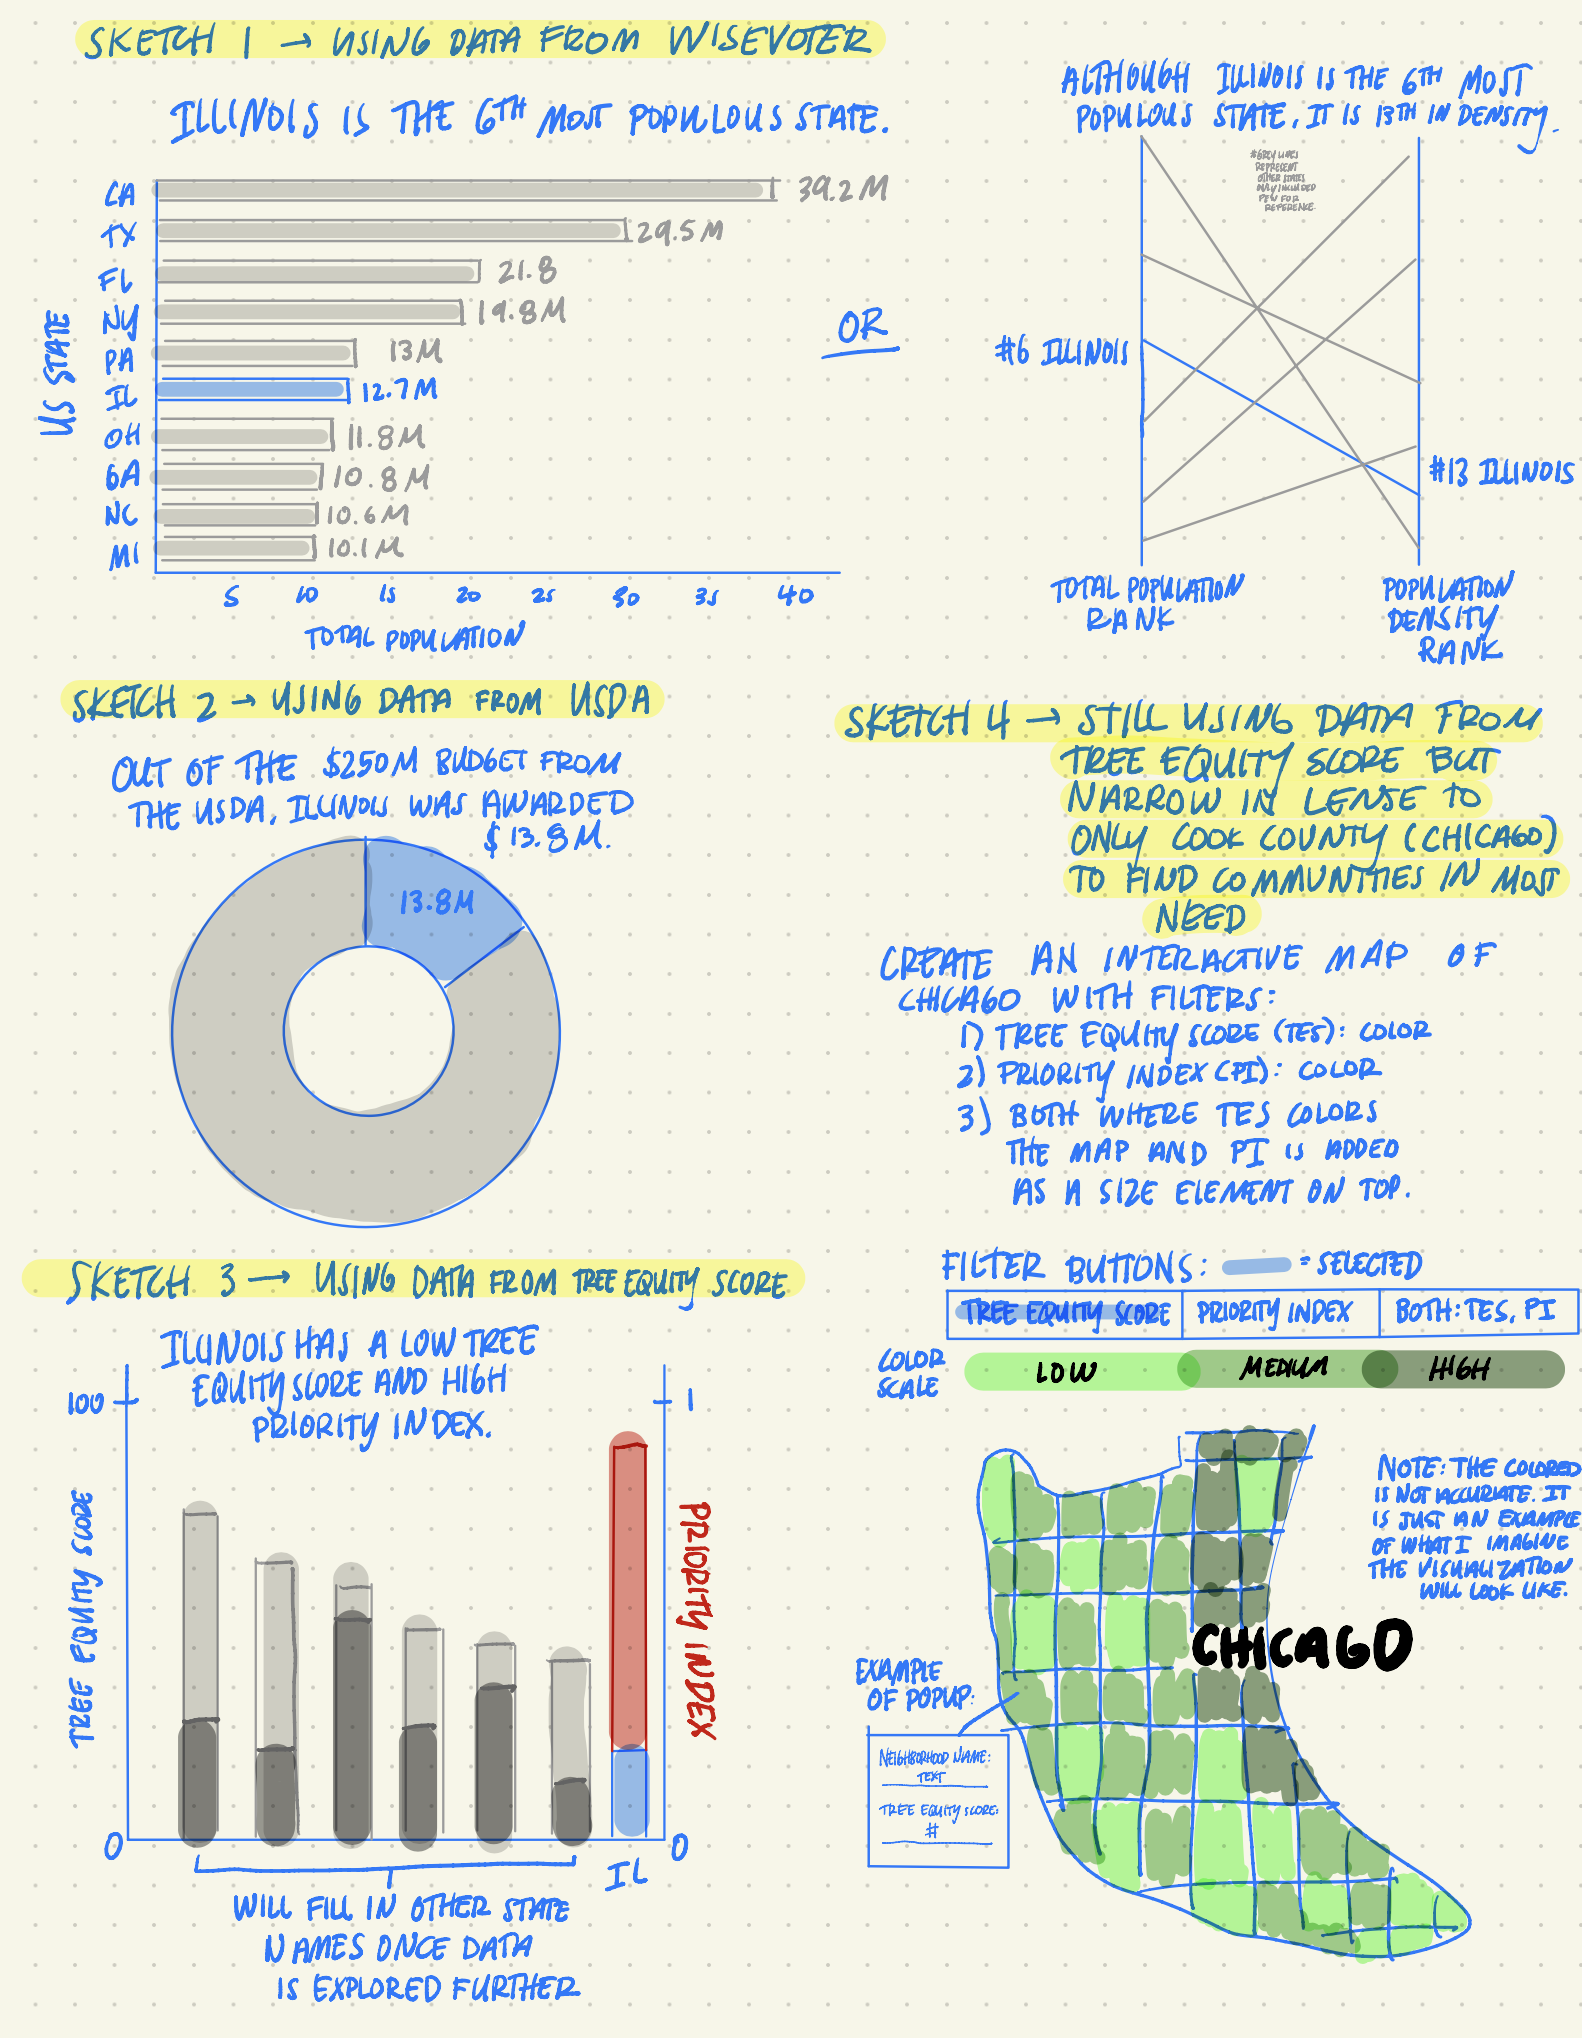 SKETCH 1 → USING DATA FROM WISEVOTER
ILLINOIS IS THE 6TH MOST POPULOUS STATE.
US STATE
CA 39.2M
TX 29.5M
FL 21.8
NY 19.8M
PA 13M
IL 12.7M
OH 11.8M
GA 10.8M
NC 10.6M
MI 10.1M
5 10 15 20 25 30 35 40
TOTAL POPULATION
OR
ALTHOUGH ILLINOIS IS THE 6TH MOST
POPULOUS STATE, IT IS 13TH IN DENSITY.
*GREY LINES
REPRESENT
OTHER STATES
ONLY INCLUDED
FEW FOR
REFERENCE.
#6 ILLINOIS
#13 ILLINOIS
TOTAL POPULATION
RANK
POPULATION
DENSITY
RANK
SKETCH 2 → USING DATA FROM USDA
OUT OF THE $250M BUDGET FROM
THE USDA, ILLINOIS WAS AWARDED
$13.8M.
13.8M
SKETCH 3 → USING DATA FROM TREE EQUITY SCORE
ILLINOIS HAS A LOW TREE
EQUITY SCORE AND HIGH
PRIORITY INDEX.
100
1
TREE EQUITY SCORE
PRIORITY INDEX
0
0
IL
WILL FILL IN OTHER STATE
NAMES ONCE DATA
IS EXPLORED FURTHER
SKETCH 4 → STILL USING DATA FROM
TREE EQUITY SCORE BUT
NARROW IN LENSE TO
ONLY COOK COUNTY (CHICAGO)
TO FIND COMMUNTIES IN MOST
NEED
CREATE AN INTERACTIVE MAP OF
CHICAGO WITH FILTERS:
1) TREE EQUITY SCORE (TES): COLOR
2) PRIORITY INDEX (PI): COLOR
3) BOTH WHERE TES COLORS
THE MAP AND PI IS ADDED
AS A SIZE ELEMENT ON TOP.
FILTER BUTTONS: = SELECTED
TREE EQUITY SCORE PRIORITY INDEX BOTH: TES, PI
COLOR
SCALE
LOW MEDIUM HIGH
NOTE: THE COLORED
IS NOT ACCURATE. IT
IS JUST AN EXAMPLE
OF WHAT I IMAGINE
THE VISUALIZATION
WILL LOOK LIKE.
CHICAGO
EXAMPLE
OF POPUP:
NEIGHBORHOOD NAME:
TEXT
TREE EQUITY SCORE:
#